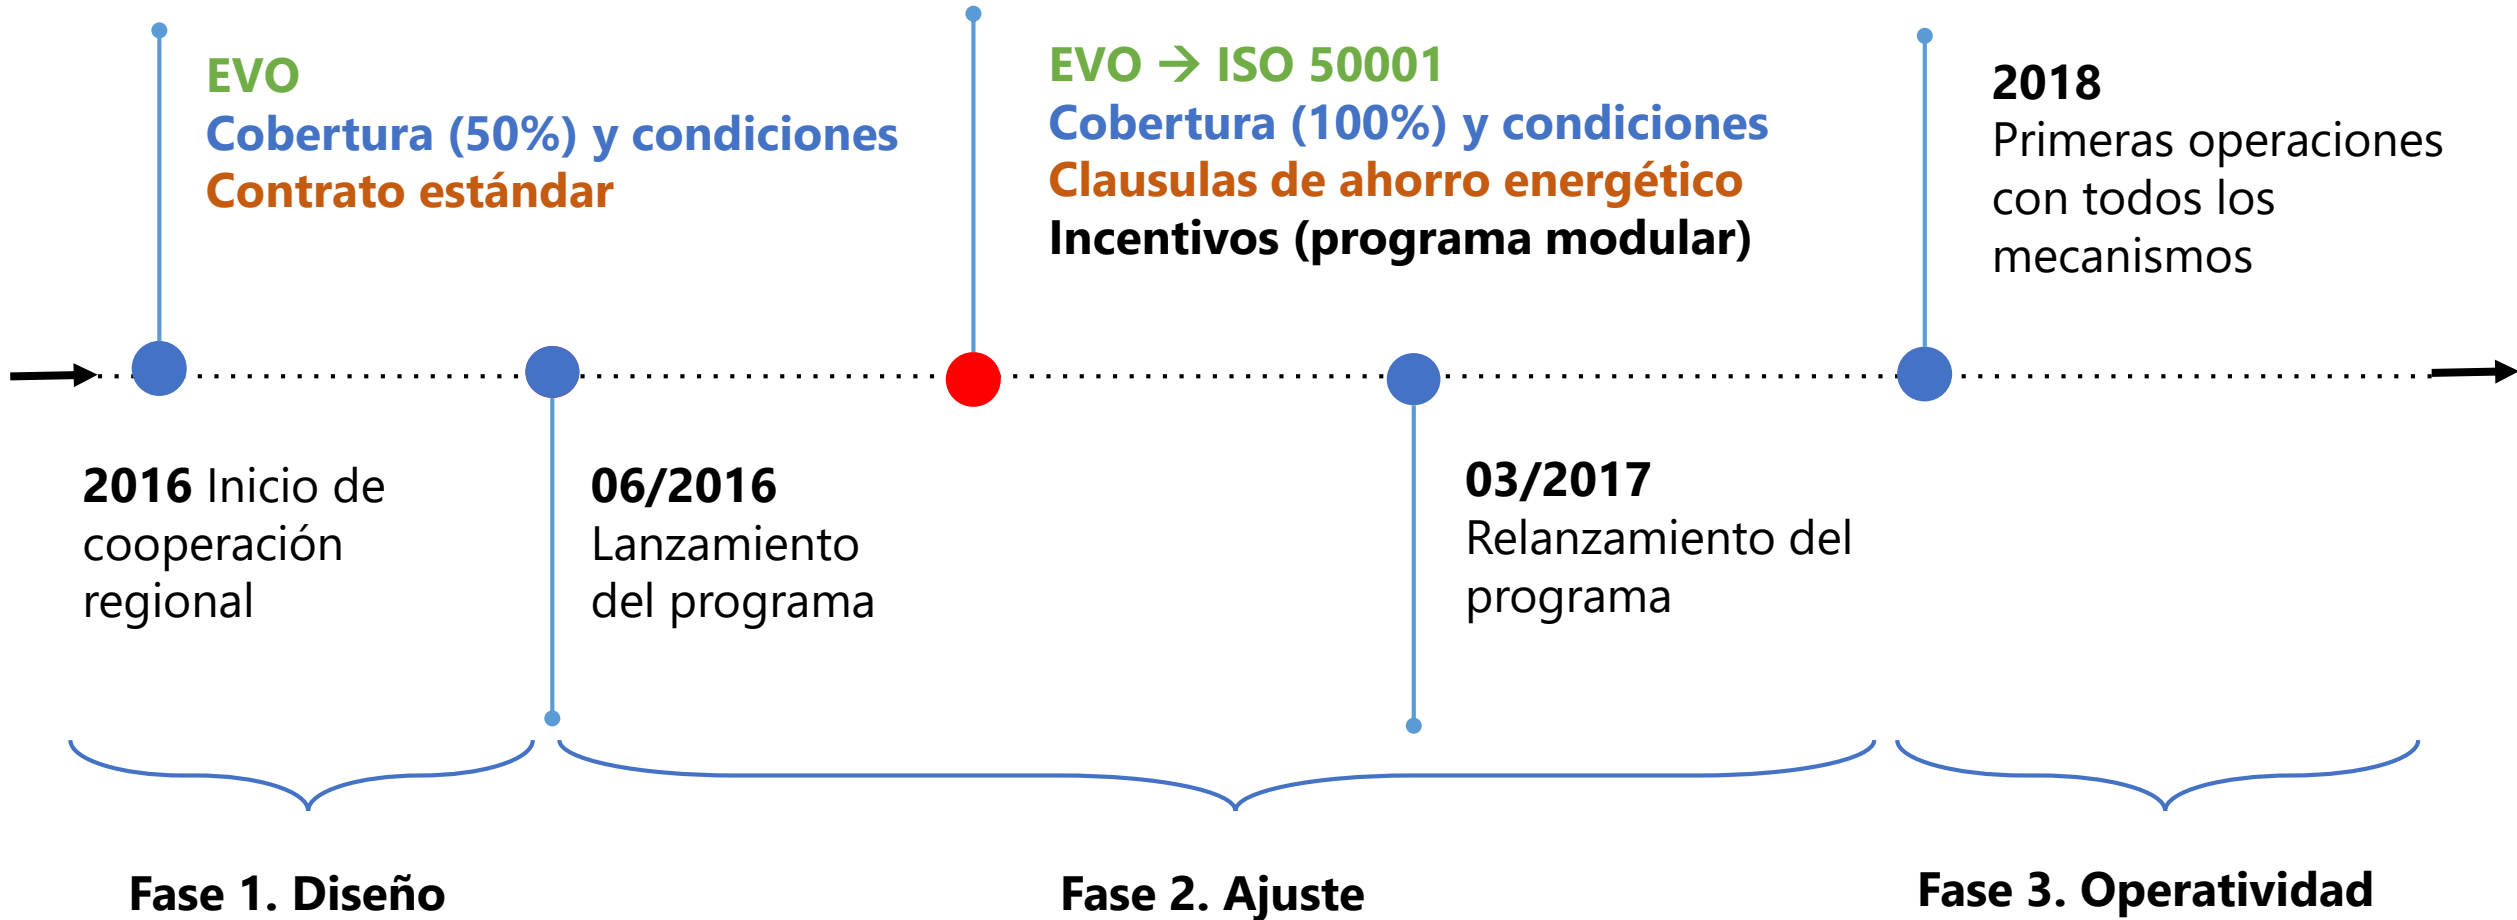 EVO
Cobertura (50%) y condiciones
Contrato estándar
EVO → ISO 50001
Cobertura (100%) y condiciones
Clausulas de ahorro energético
Incentivos (programa modular)
2018
Primeras operaciones
con todos los
mecanismos
2016 Inicio de
cooperación
regional
06/2016
Lanzamiento
del programa
03/2017
Relanzamiento del
programa
Fase 1. Diseño
Fase 2. Ajuste
Fase 3. Operatividad